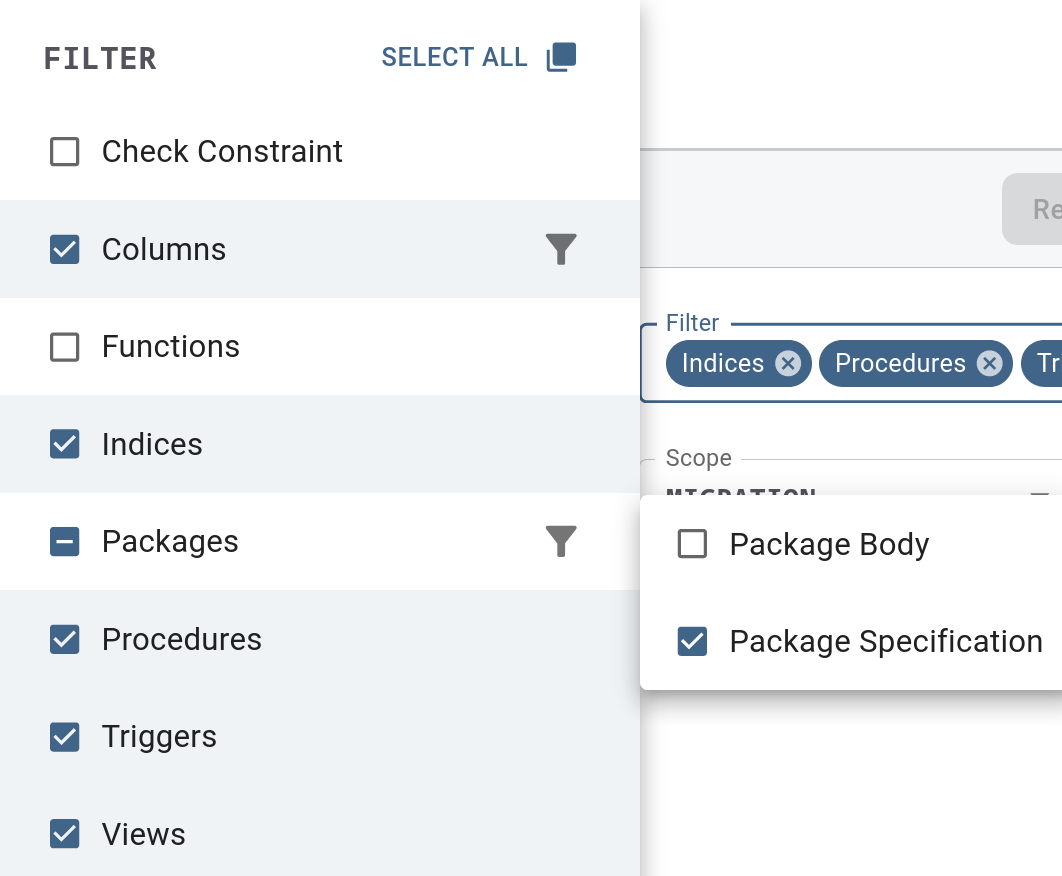 FILTER
SELECT ALL
Check Constraint
Columns
Functions
Indices
Packages
Procedures
Triggers
Views
Re
Filter
Indices
Procedures
Tr
Scope
MIGRATION
Package Body
Package Specification